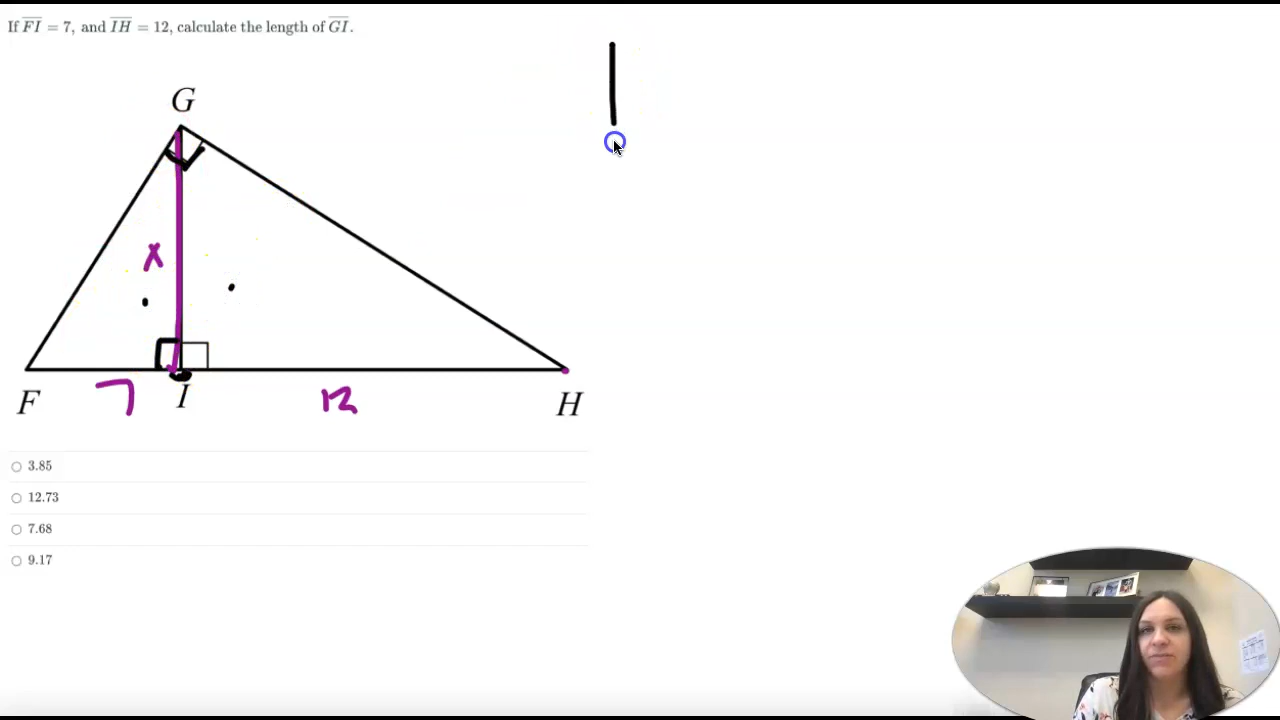 If FI = 7, and IH = 12, calculate the length of GI.
G
x
F
7
I
12
H
3.85
12.73
7.68
9.17